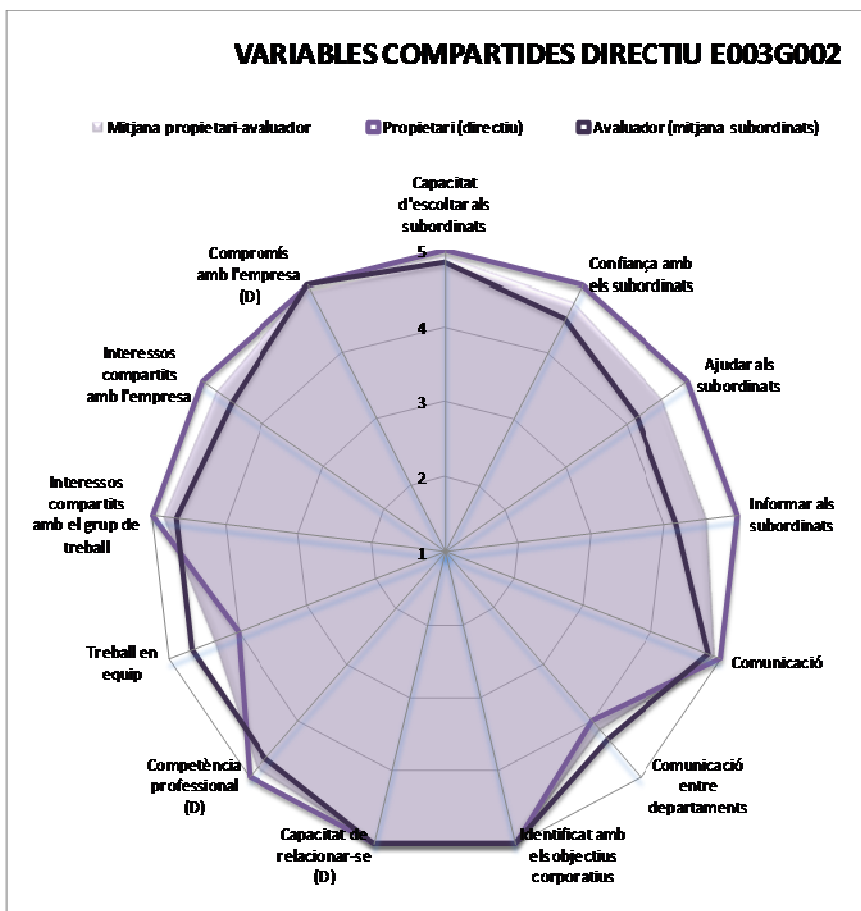 VARIABLES COMPARTIDES DIRECTIU E003G002
Mitjana propietari-avaluador
Propietari (directiu)
Avaluador (mitjana subordinats)
Capacitat
d'escoltar als
subordinats
Confiança amb
els subordinats
Ajudar als
subordinats
Informar als
subordinats
Comunicació
Comunicació
entre
departaments
Identificat amb
els objectius
corporatius
Capacitat de
relacionar-se
(D)
Competència
professional
(D)
Treball en
equip
Interessos
compartits
amb el grup de
treball
Interessos
compartits
amb l'empresa
Compromís
amb l'empresa
(D)
5
4
3
2
1